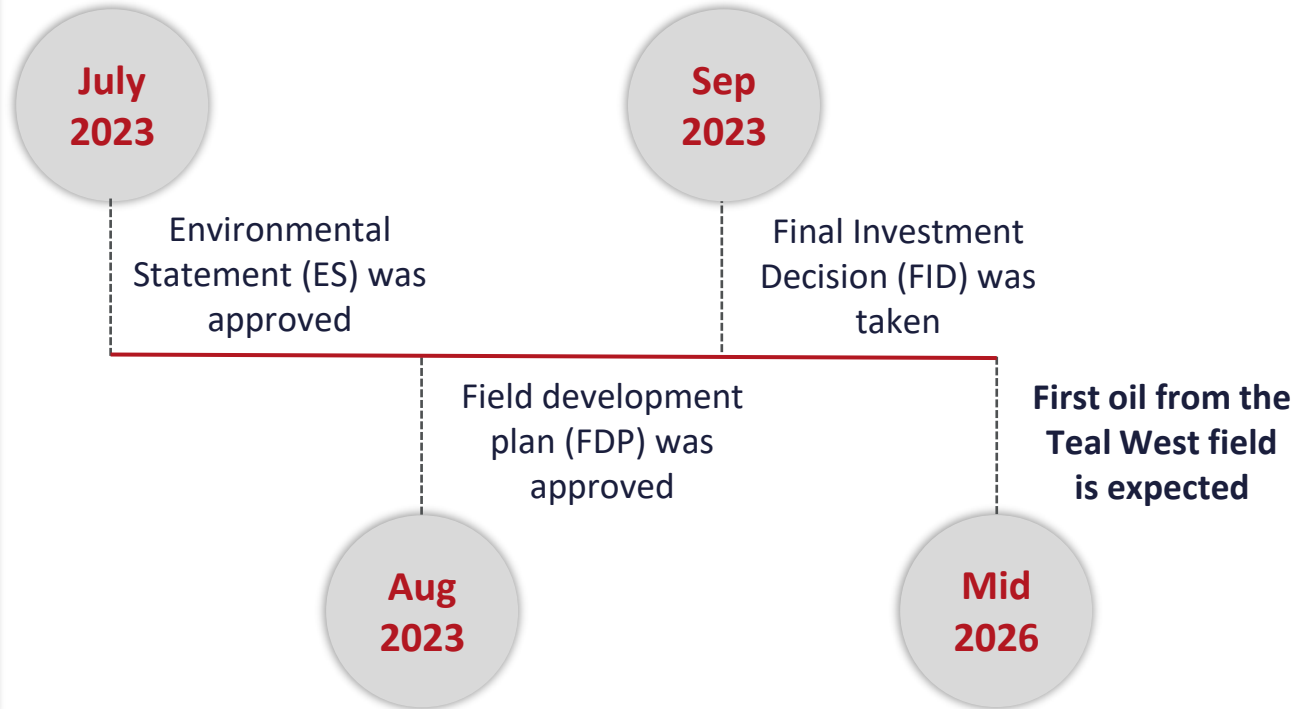 July
2023
Environmental
Statement (ES) was
approved
Aug
2023
Field development
plan (FDP) was
approved
Sep
2023
Final Investment
Decision (FID) was
taken
Mid
2026
First oil from the
Teal West field
is expected